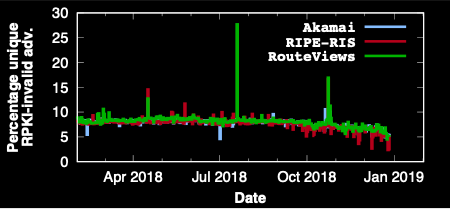 Percentage unique
RPKI-invalid adv.
30
25
20
15
10
5
0
Akamai
RIPE-RIS
RouteViews
Apr 2018
Jul 2018
Oct 2018
Jan 2019
Date